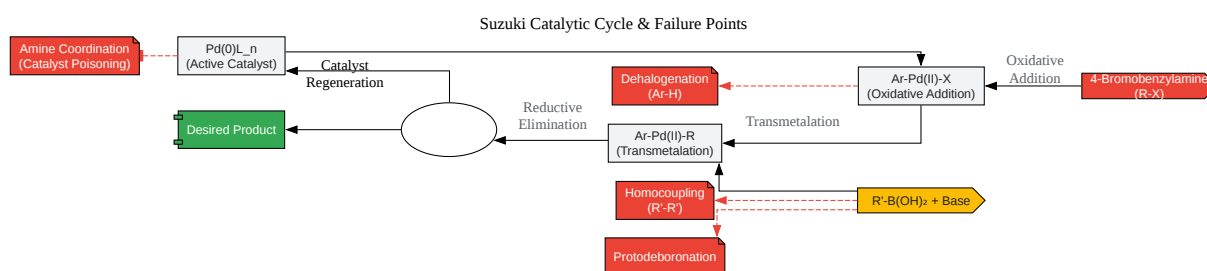 Suzuki Catalytic Cycle & Failure Points
Amine Coordination
(Catalyst Poisoning)
Pd(0)L_n
(Active Catalyst)
Catalyst
Regeneration
Dehalogenation
(Ar-H)
Ar-Pd(II)-X
(Oxidative Addition)
Oxidative
Addition
4-Bromobenzylamine
(R-X)
Desired Product
Reductive
Elimination
Ar-Pd(II)-R
(Transmetalation)
Transmetalation
Homocoupling
(R'-R')
R'-B(OH)₂ + Base
Protodeboronation